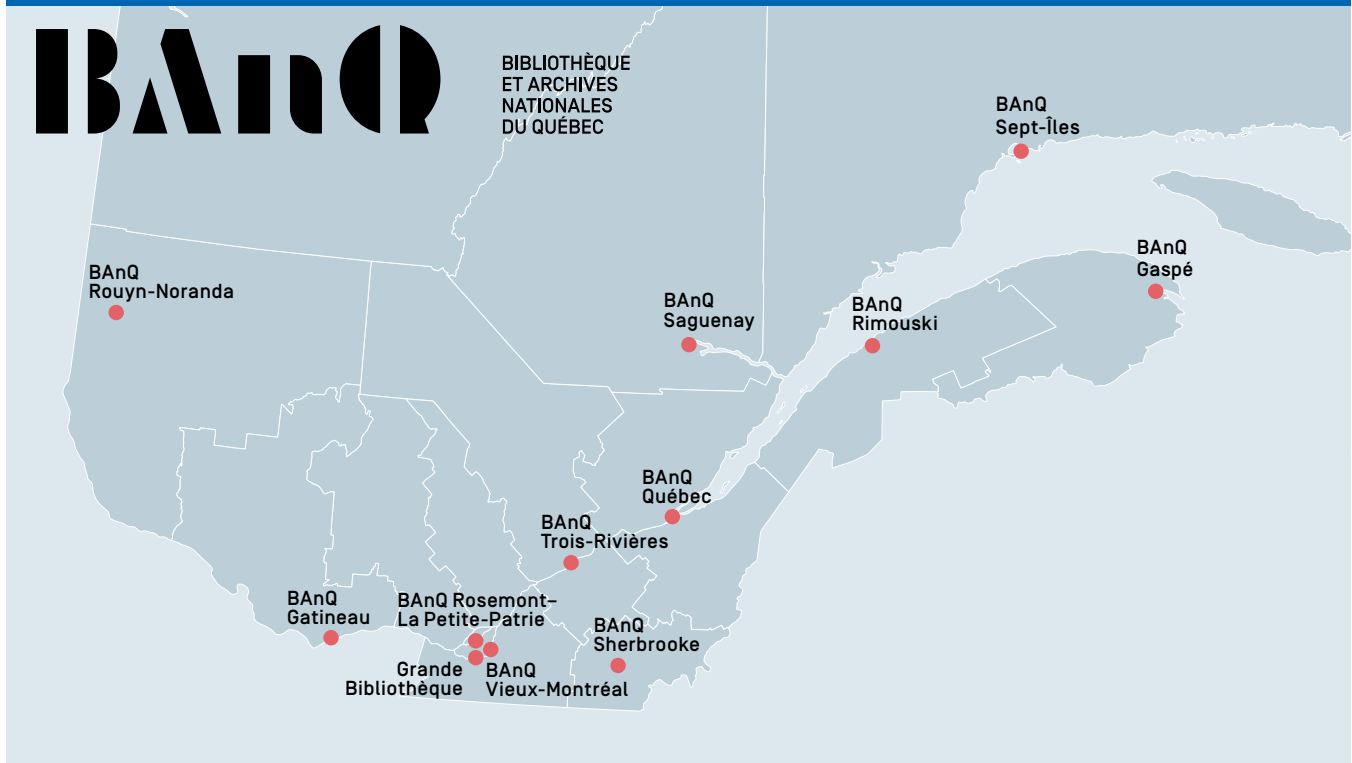 BAnQ
BIBLIOTHÈQUE
ET ARCHIVES
NATIONALES
DU QUÉBEC
BAnQ
Sept-Îles
BAnQ
Gaspé
BAnQ
Rouyn-Noranda
BAnQ
Saguenay
BAnQ
Rimouski
BAnQ
Québec
BAnQ
Trois-Rivières
BAnQ
Gatineau
BAnQ Rosemont–
La Petite-Patrie
BAnQ
Sherbrooke
Grande
Bibliothèque
BAnQ
Vieux-Montréal